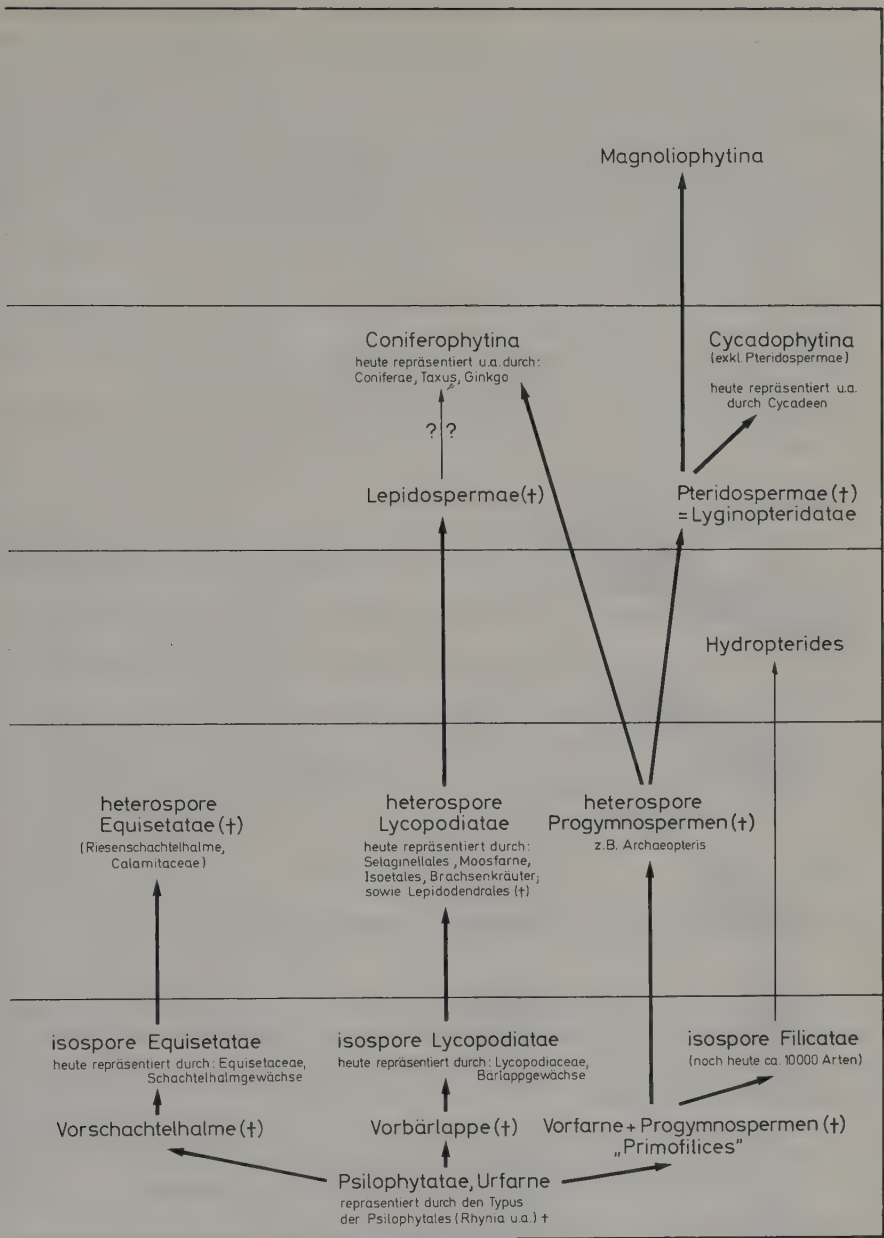 Magnoliophytina
Coniferophytina
heute repräsentiert u.a. durch:
Coniferae, Taxus, Ginkgo
Cycadophytina
(exkl. Pteridospermae)
heute repräsentiert u.a.
durch Cycadeen
? ?
Lepidospermae (†)
Pteridospermae (†)
= Lyginopteridatae
Hydropterides
heterospore
Equisetatae (†)
(Riesenschachtelhalme,
Calamitaceae)
heterospore
Lycopodiatae
heute repräsentiert durch:
Selaginellales, Moosfarne,
Isoetales, Brachsenkräuter;
sowie Lepidodendrales (†)
heterospore
Progymnospermen (†)
z.B. Archaeopteris
isospore Equisetatae
heute repräsentiert durch: Equisetaceae,
Schachtelhalmgewächse
isospore Lycopodiatae
heute repräsentiert durch: Lycopodiaceae,
Bärlappgewächse
isospore Filicatae
(noch heute ca. 10000 Arten)
Vorschachtelhalme (†)
Vorbärlappe (†)
Vorfarne + Progymnospermen (†)
„Primofilices”
Psilophytatae, Urfarne
repräsentiert durch den Typus
der Psilophytales (Rhynia u.a.) †